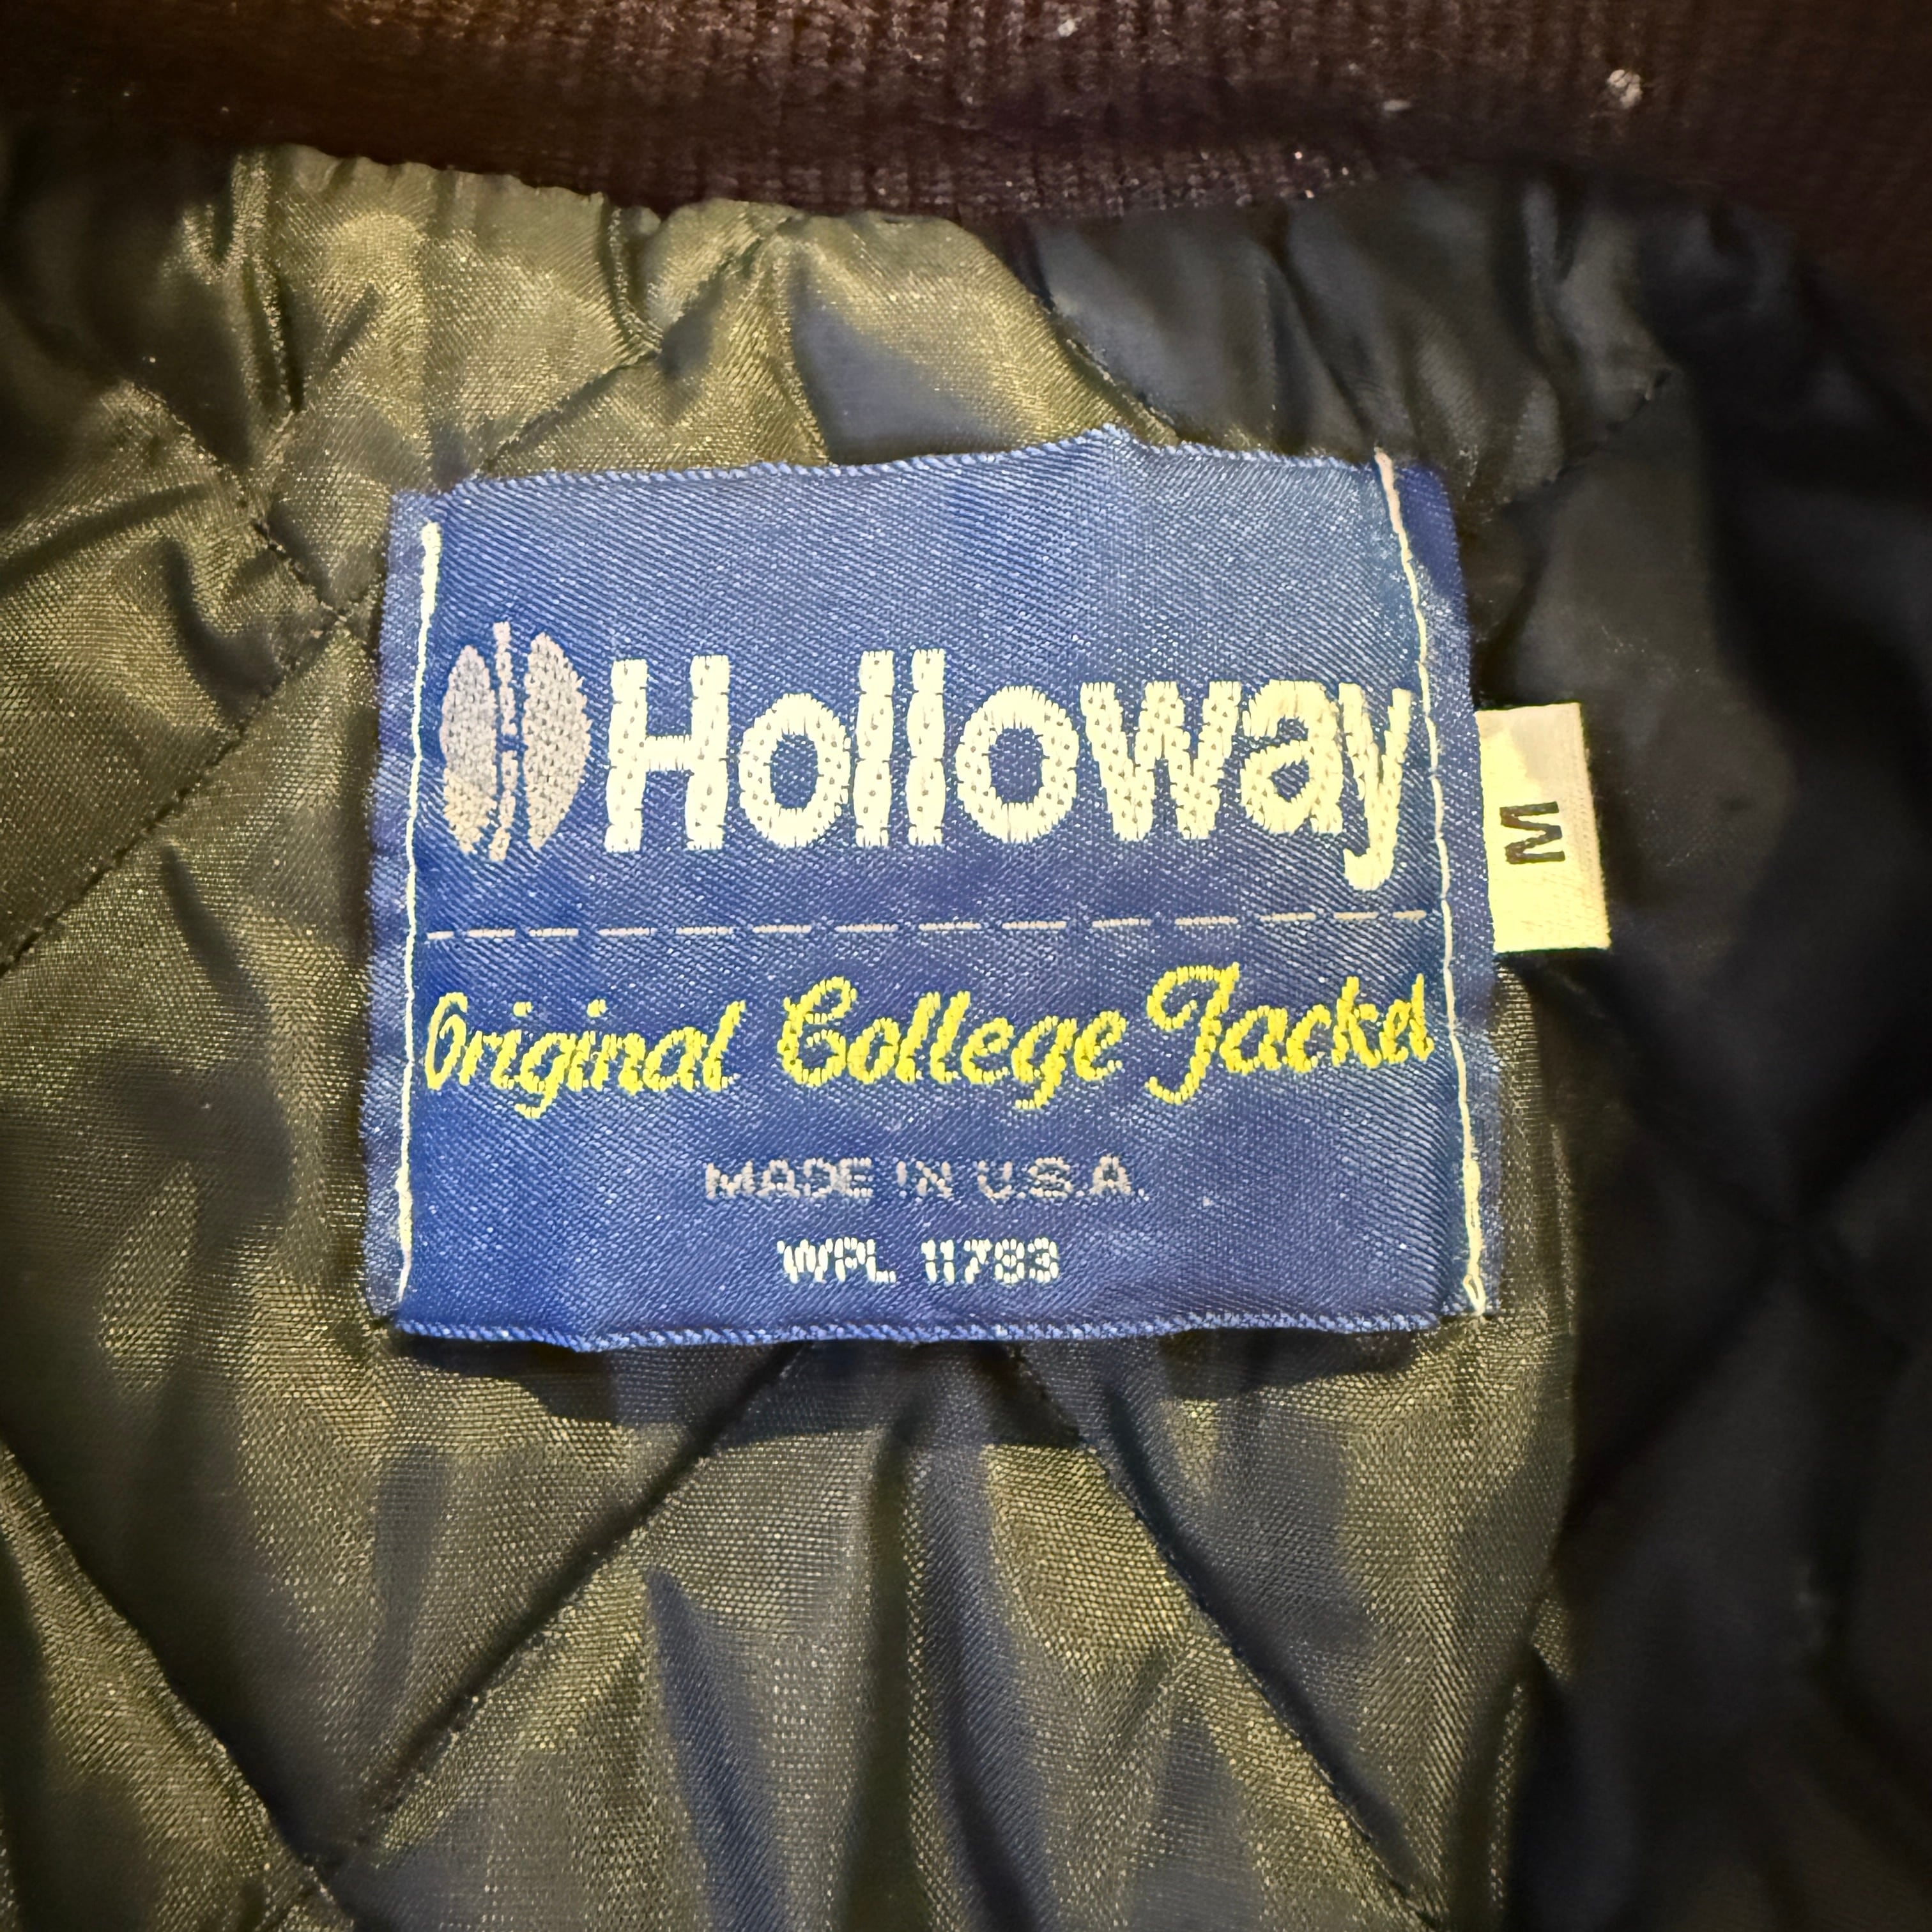 Holloway
Original College Jacket
MADE IN U.S.A.
WPL 11783
M